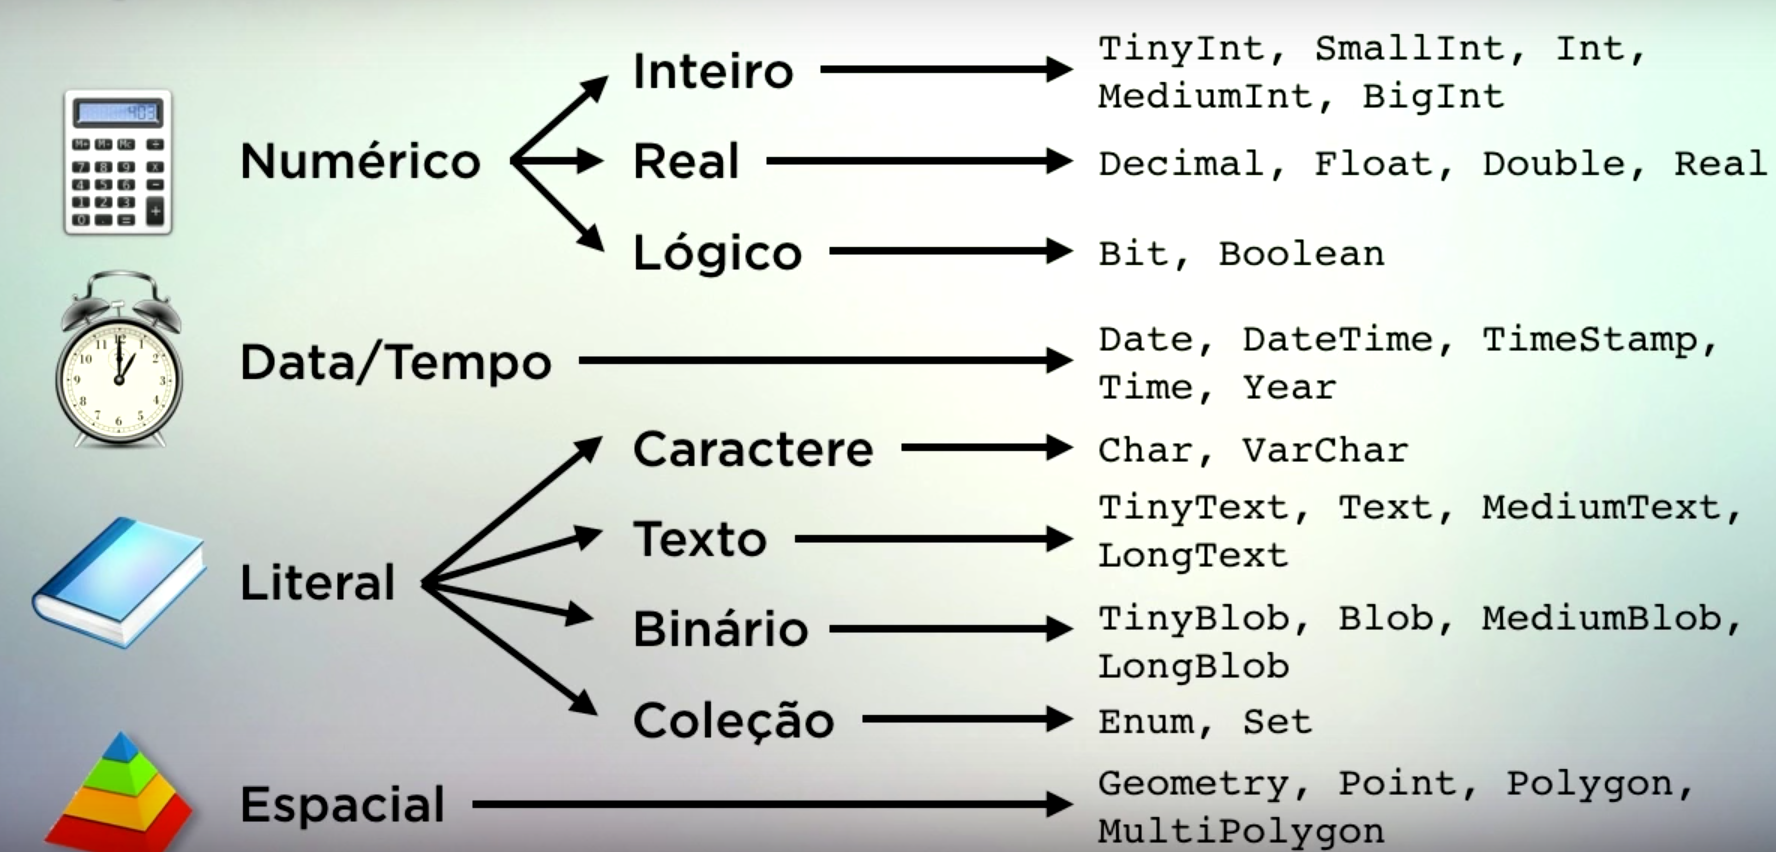 Numérico
Inteiro
TinyInt, SmallInt, Int,
MediumInt, BigInt
Real
Decimal, Float, Double, Real
Lógico
Bit, Boolean
Data/Tempo
Date, DateTime, TimeStamp,
Time, Year
Literal
Caractere
Char, VarChar
Texto
TinyText, Text, MediumText,
LongText
Binário
TinyBlob, Blob, MediumBlob,
LongBlob
Coleção
Enum, Set
Espacial
Geometry, Point, Polygon,
MultiPolygon